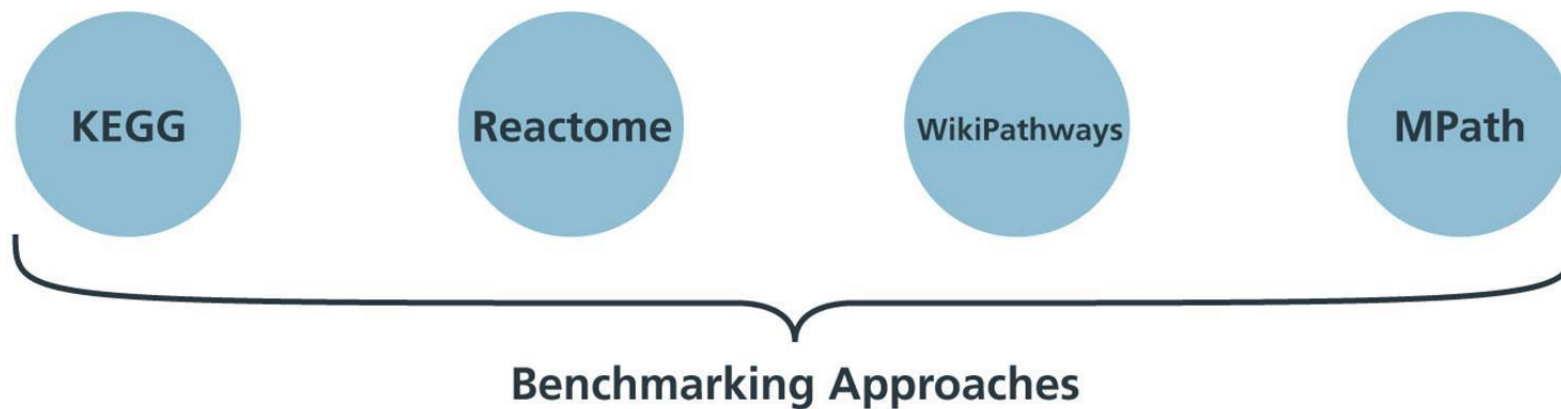 KEGG
Reactome
WikiPathways
MPath
Benchmarking Approaches